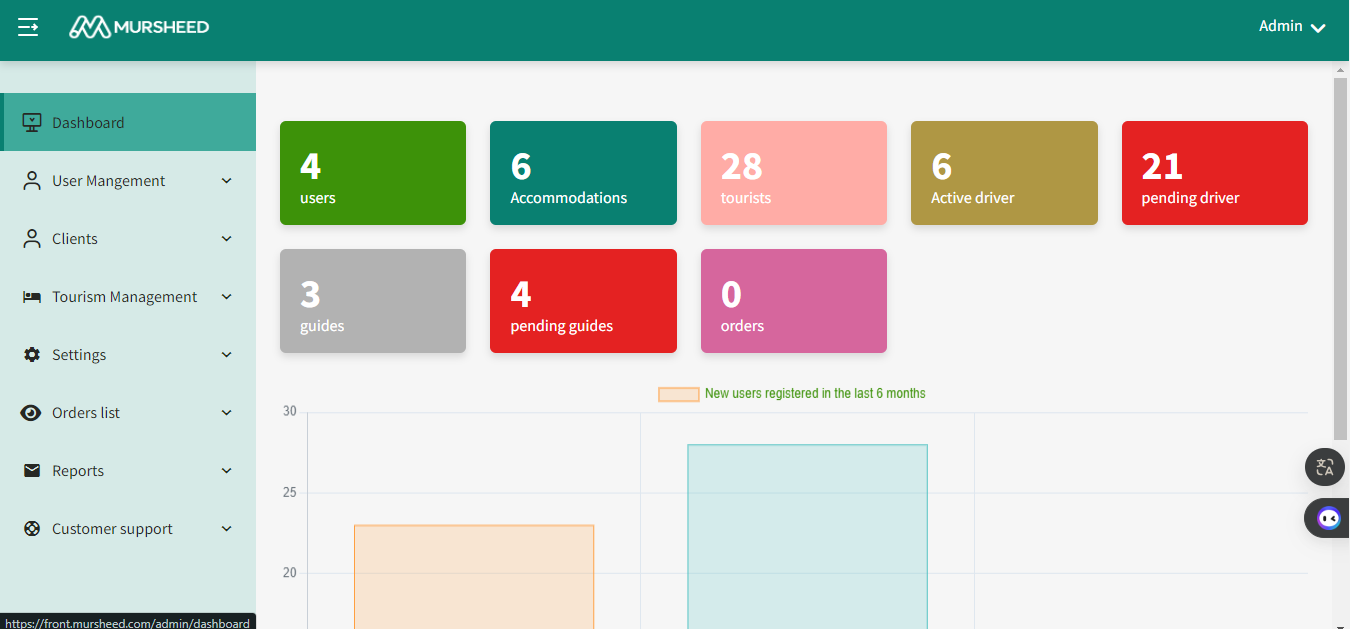 MURSHEED
Admin
Dashboard
User Mangement
Clients
Tourism Management
Settings
Orders list
Reports
Customer support
4
users
6
Accommodations
28
tourists
6
Active driver
21
pending driver
3
guides
4
pending guides
0
orders
New users registered in the last 6 months
30
25
20
文A
https://front.mursheed.com/admin/dashboard